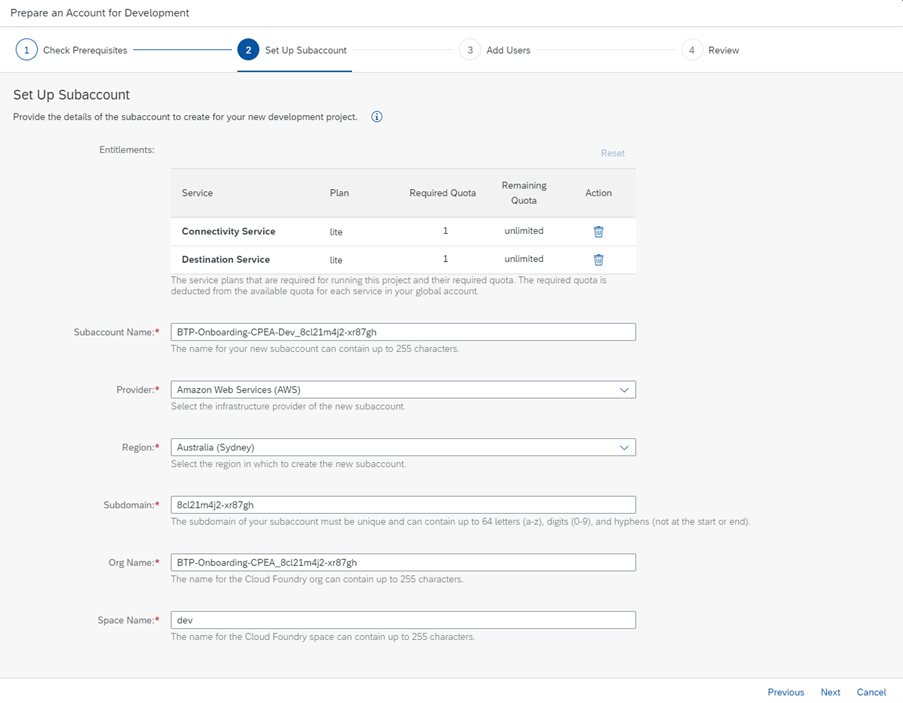 Prepare an Account for Development
1 Check Prerequisites
2 Set Up Subaccount
3 Add Users
4 Review
Set Up Subaccount
Provide the details of the subaccount to create for your new development project.
Entitlements:
Reset
Service Plan Required Quota Remaining Quota Action
Connectivity Service lite 1 unlimited
Destination Service lite 1 unlimited
The service plans that are required for running this project and their required quota. The required quota is
deducted from the available quota for each service in your global account.
Subaccount Name:* BTP-Onboarding-CPEA-Dev_8cl21m4j2-xr87gh
The name for your new subaccount can contain up to 255 characters.
Provider:* Amazon Web Services (AWS)
Select the infrastructure provider of the new subaccount.
Region:* Australia (Sydney)
Select the region in which to create the new subaccount.
Subdomain:* 8cl21m4j2-xr87gh
The subdomain of your subaccount must be unique and can contain up to 64 letters (a-z), digits (0-9), and hyphens (not at the start or end).
Org Name:* BTP-Onboarding-CPEA_8cl21m4j2-xr87gh
The name for the Cloud Foundry org can contain up to 255 characters.
Space Name:* dev
The name for the Cloud Foundry space can contain up to 255 characters.
Previous Next Cancel